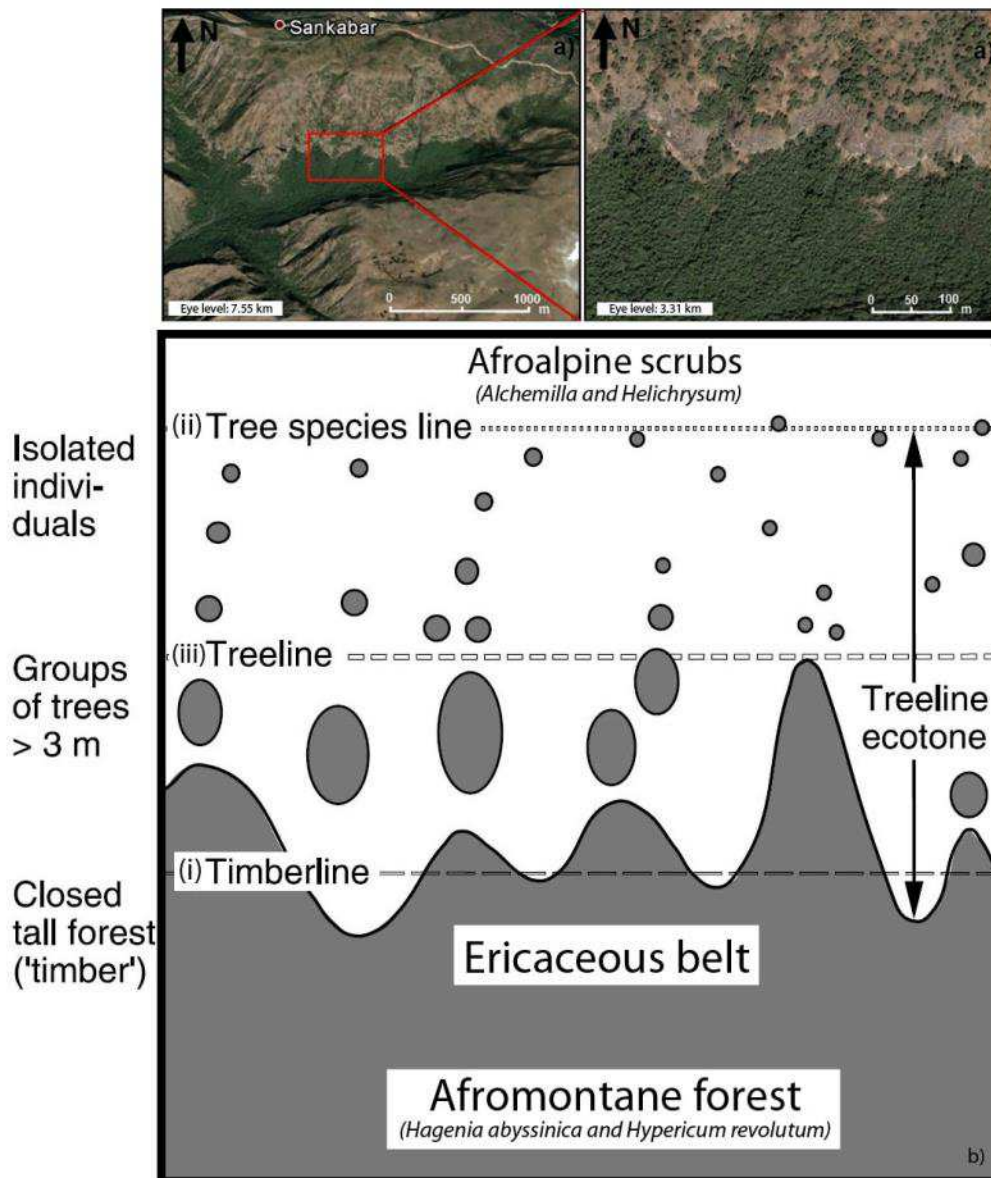 N
Sankabar
a)
Eye level: 7.55 km
0 500 1000
m
N
a)
Eye level: 3.31 km
0 50 100
m
Afroalpine scrubs
(Alchemilla and Helichrysum)
(ii) Tree species line
Isolated
indivi-
duals
(iii) Treeline
Groups
of trees
> 3 m
Treeline
ecotone
(i) Timberline
Closed
tall forest
('timber')
Ericaceous belt
Afromontane forest
(Hagenia abyssinica and Hypericum revolutum)
b)